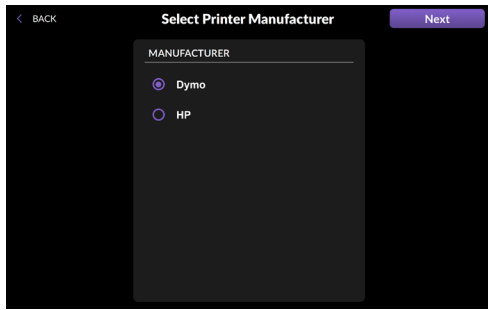 BACK
Select Printer Manufacturer
Next
MANUFACTURER
Dymo
HP